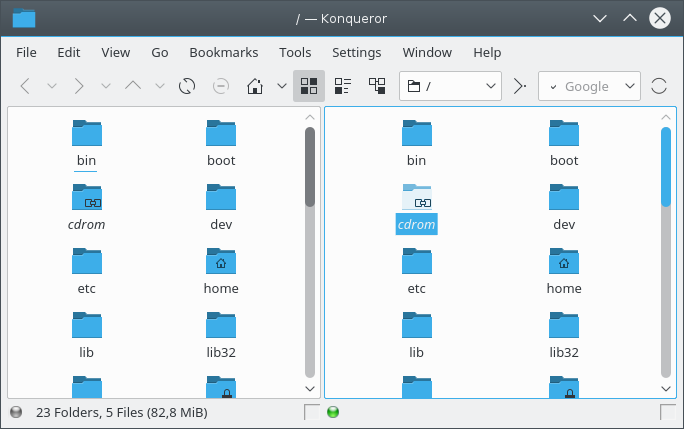 / — Konqueror
File Edit View Go Bookmarks Tools Settings Window Help
/ Google
bin boot
cdrom dev
etc home
lib lib32
bin boot
cdrom dev
etc home
lib lib32
23 Folders, 5 Files (82,8 MiB)